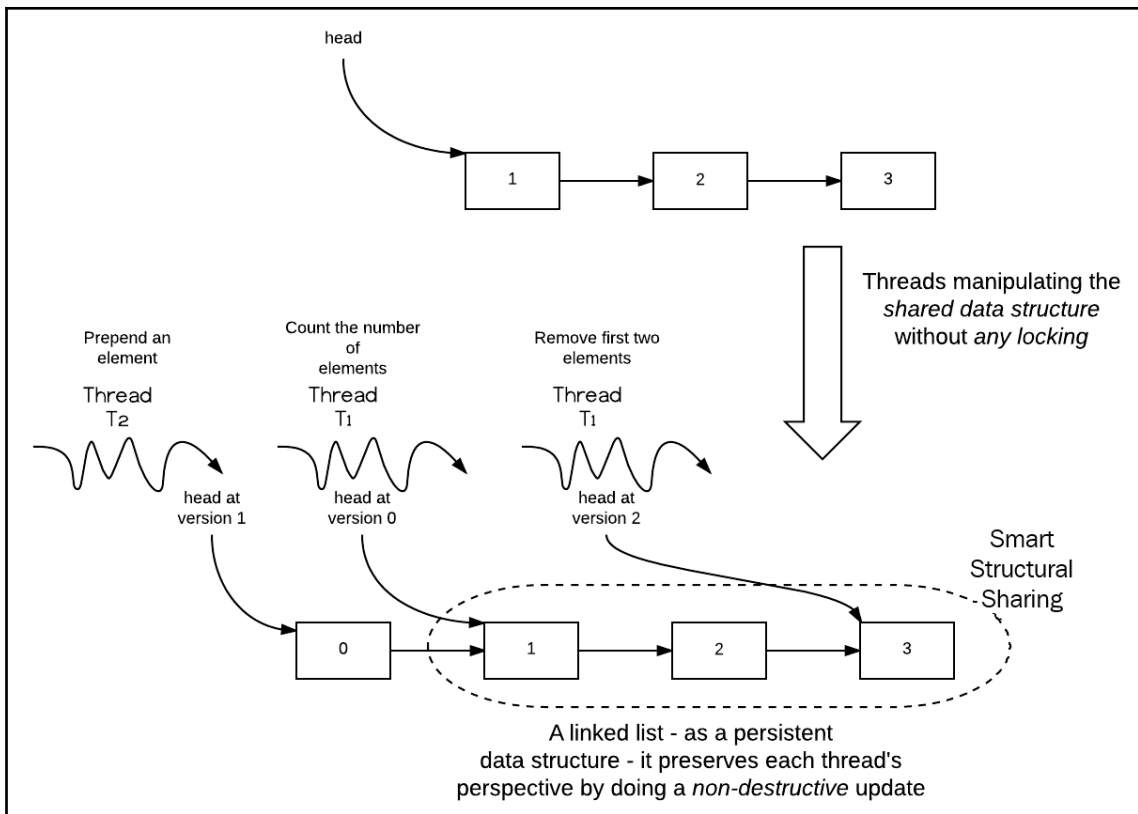 head
1
2
3
Threads manipulating the
shared data structure
without any locking
Prepend an
element
Thread
T2
Count the number
of
elements
Thread
T1
Remove first two
elements
Thread
T1
head at
version 1
head at
version 0
head at
version 2
Smart
Structural
Sharing
0
1
2
3
A linked list - as a persistent
data structure - it preserves each thread's
perspective by doing a non-destructive update